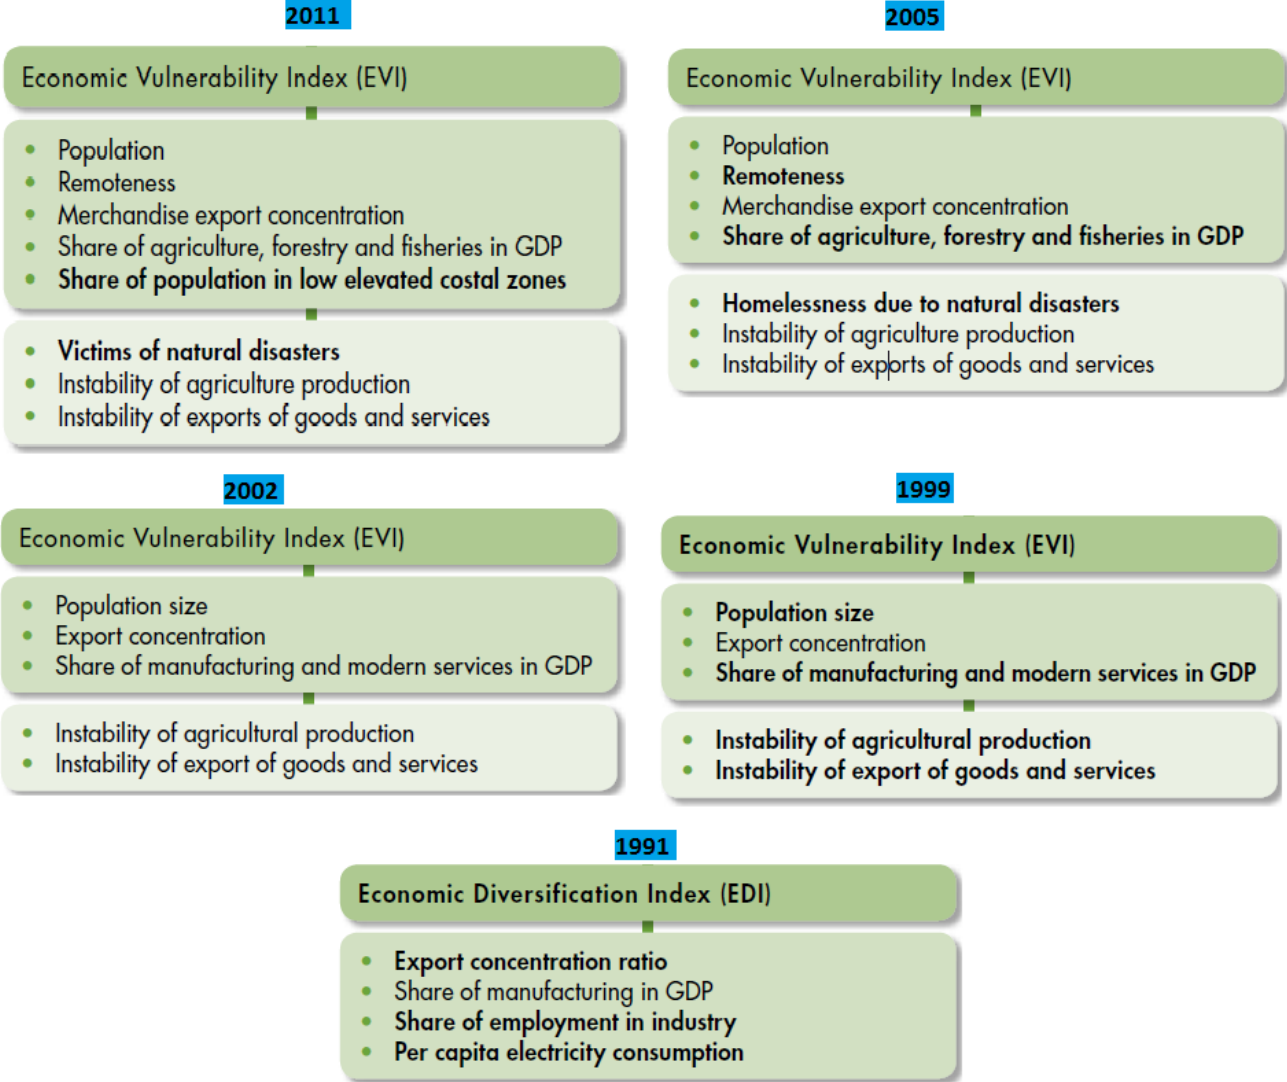 2011
Economic Vulnerability Index (EVI)
• Population
• Remoteness
• Merchandise export concentration
• Share of agriculture, forestry and fisheries in GDP
• Share of population in low elevated costal zones
• Victims of natural disasters
• Instability of agriculture production
• Instability of exports of goods and services
2005
Economic Vulnerability Index (EVI)
• Population
• Remoteness
• Merchandise export concentration
• Share of agriculture, forestry and fisheries in GDP
• Homelessness due to natural disasters
• Instability of agriculture production
• Instability of exports of goods and services
2002
Economic Vulnerability Index (EVI)
• Population size
• Export concentration
• Share of manufacturing and modern services in GDP
• Instability of agricultural production
• Instability of export of goods and services
1999
Economic Vulnerability Index (EVI)
• Population size
• Export concentration
• Share of manufacturing and modern services in GDP
• Instability of agricultural production
• Instability of export of goods and services
1991
Economic Diversification Index (EDI)
• Export concentration ratio
• Share of manufacturing in GDP
• Share of employment in industry
• Per capita electricity consumption